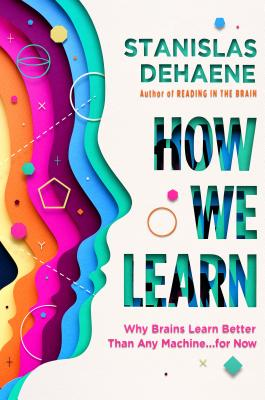 STANISLAS
DEHAENE
Author of READING IN THE BRAIN
HOW
WE
LEARN
Why Brains Learn Better
Than Any Machine...for Now